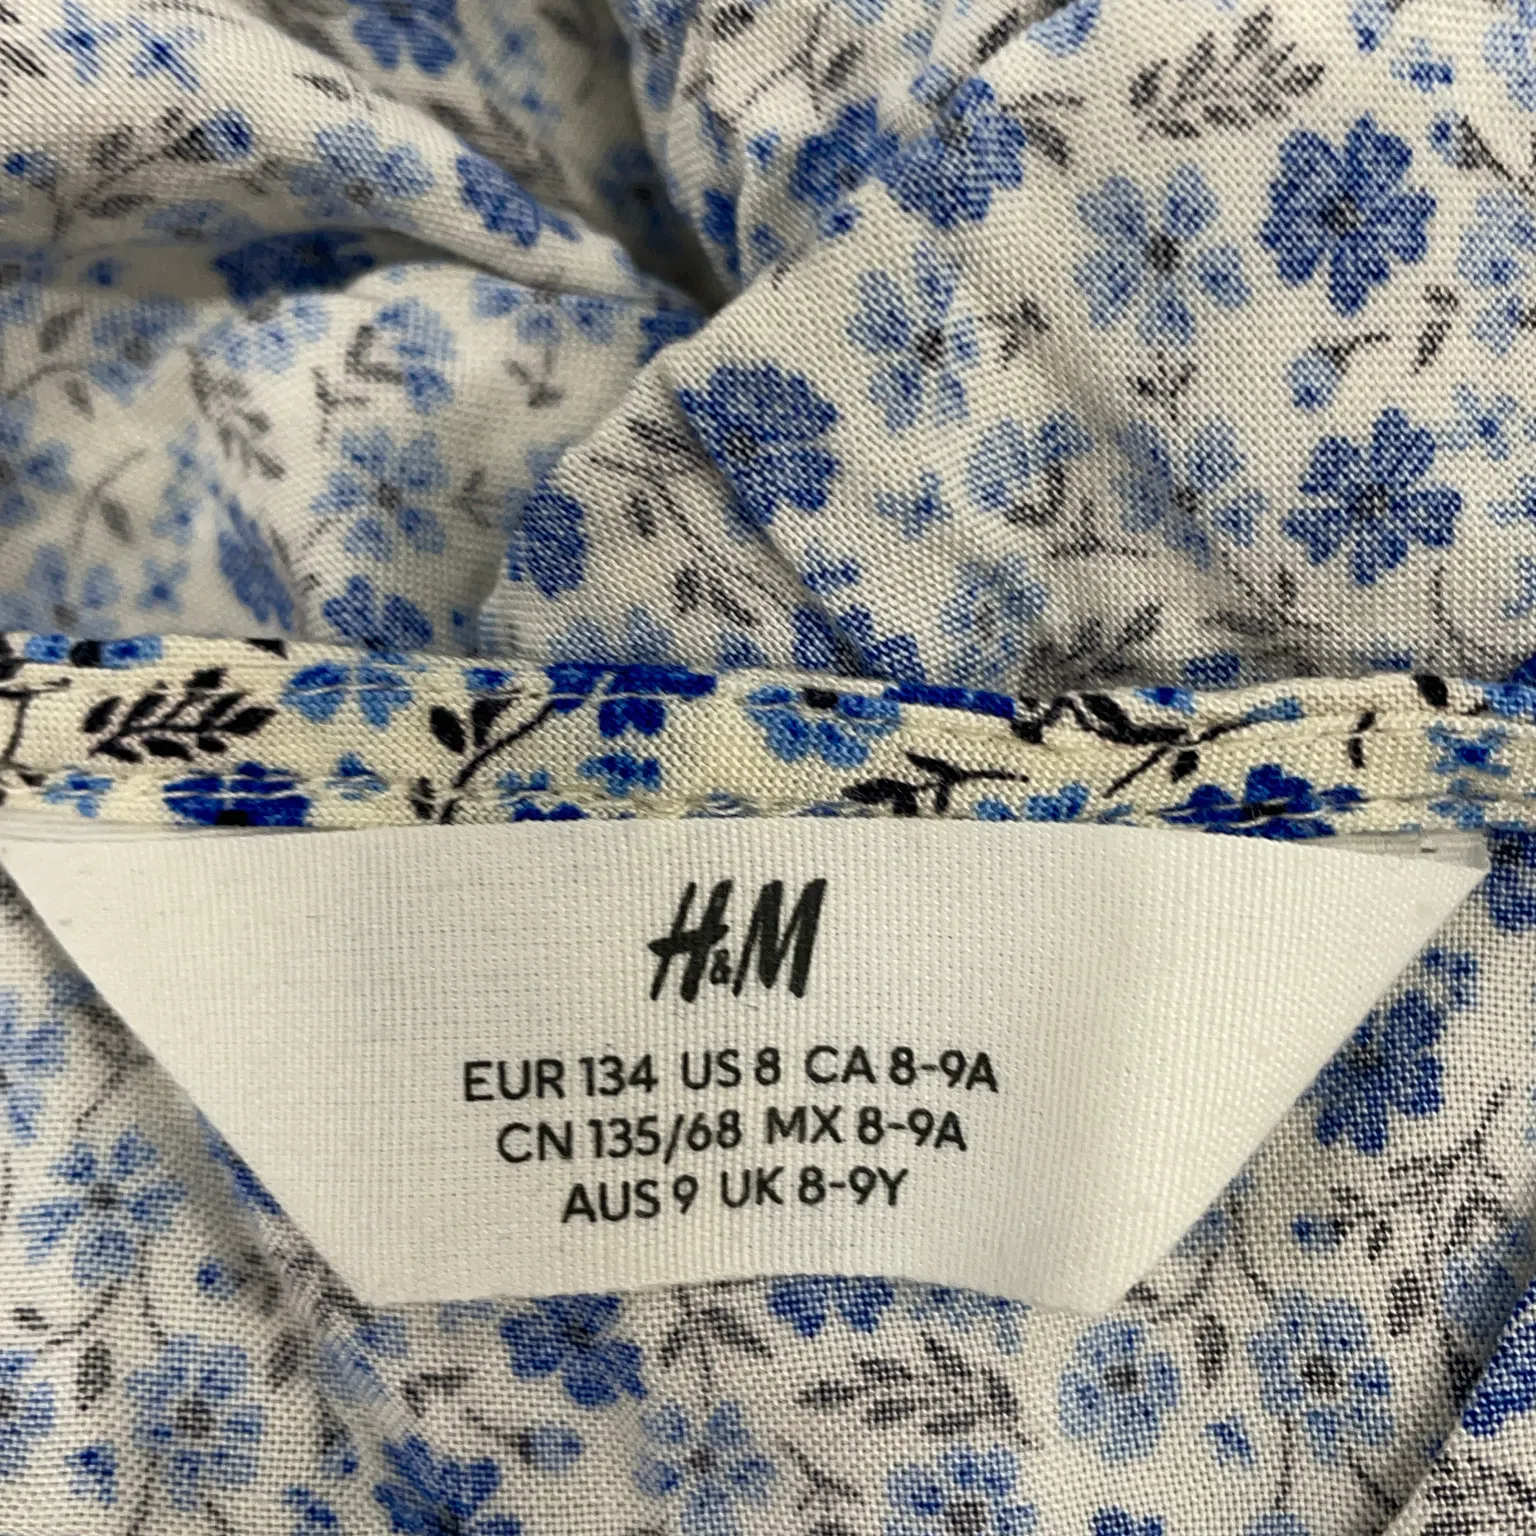 H&M
EUR 134 US 8 CA 8-9A
CN 135/68 MX 8-9A
AUS 9 UK 8-9Y